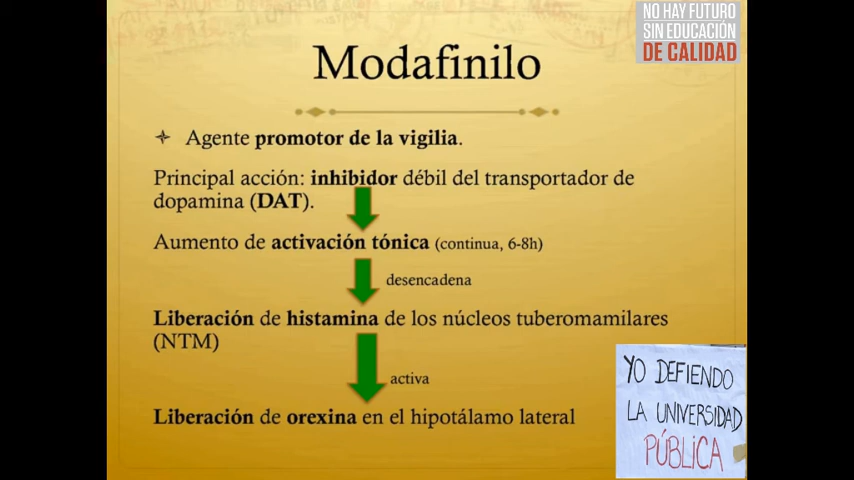 NO HAY FUTURO
SIN EDUCACIÓN
DE CALIDAD
Modafinilo
Agente promotor de la vigilia.
Principal acción: inhibidor débil del transportador de
dopamina (DAT).
Aumento de activación tónica (continua, 6-8h)
desencadena
Liberación de histamina de los núcleos tuberomamilares
(NTM)
activa
Liberación de orexina en el hipotálamo lateral
YO DEFIENDO
LA UNIVERSIDAD
PÚBLICA